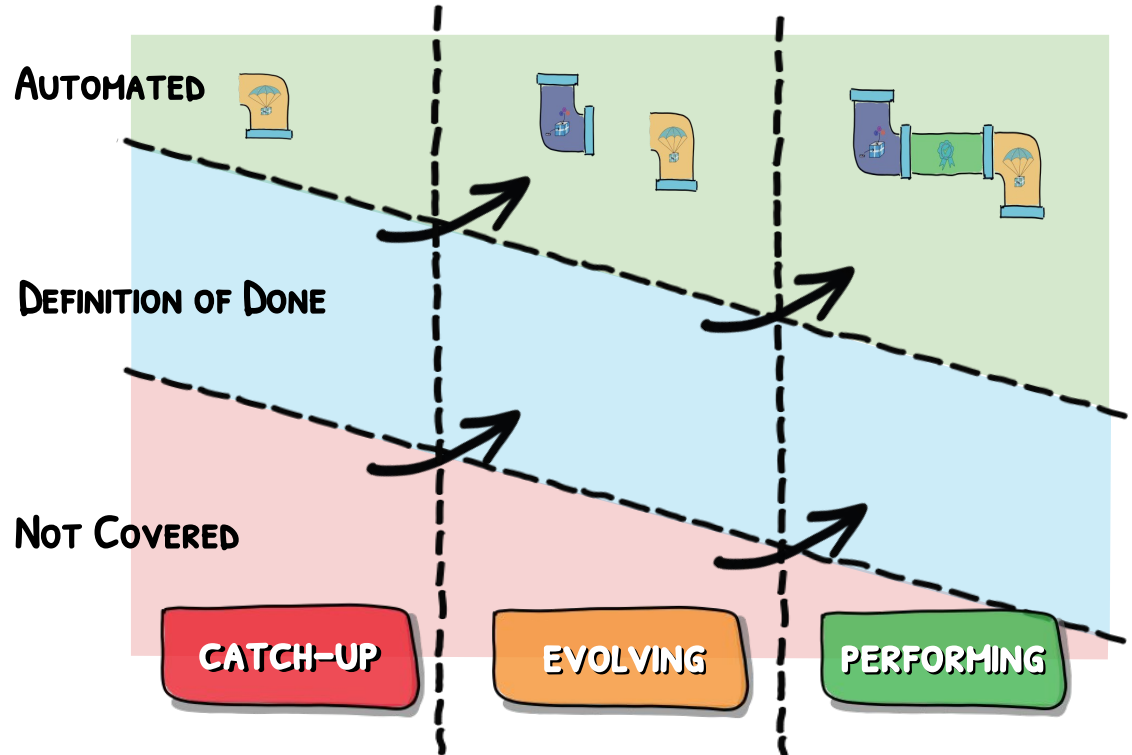 Automated
Definition of Done
Not Covered
CATCH-UP
EVOLVING
PERFORMING